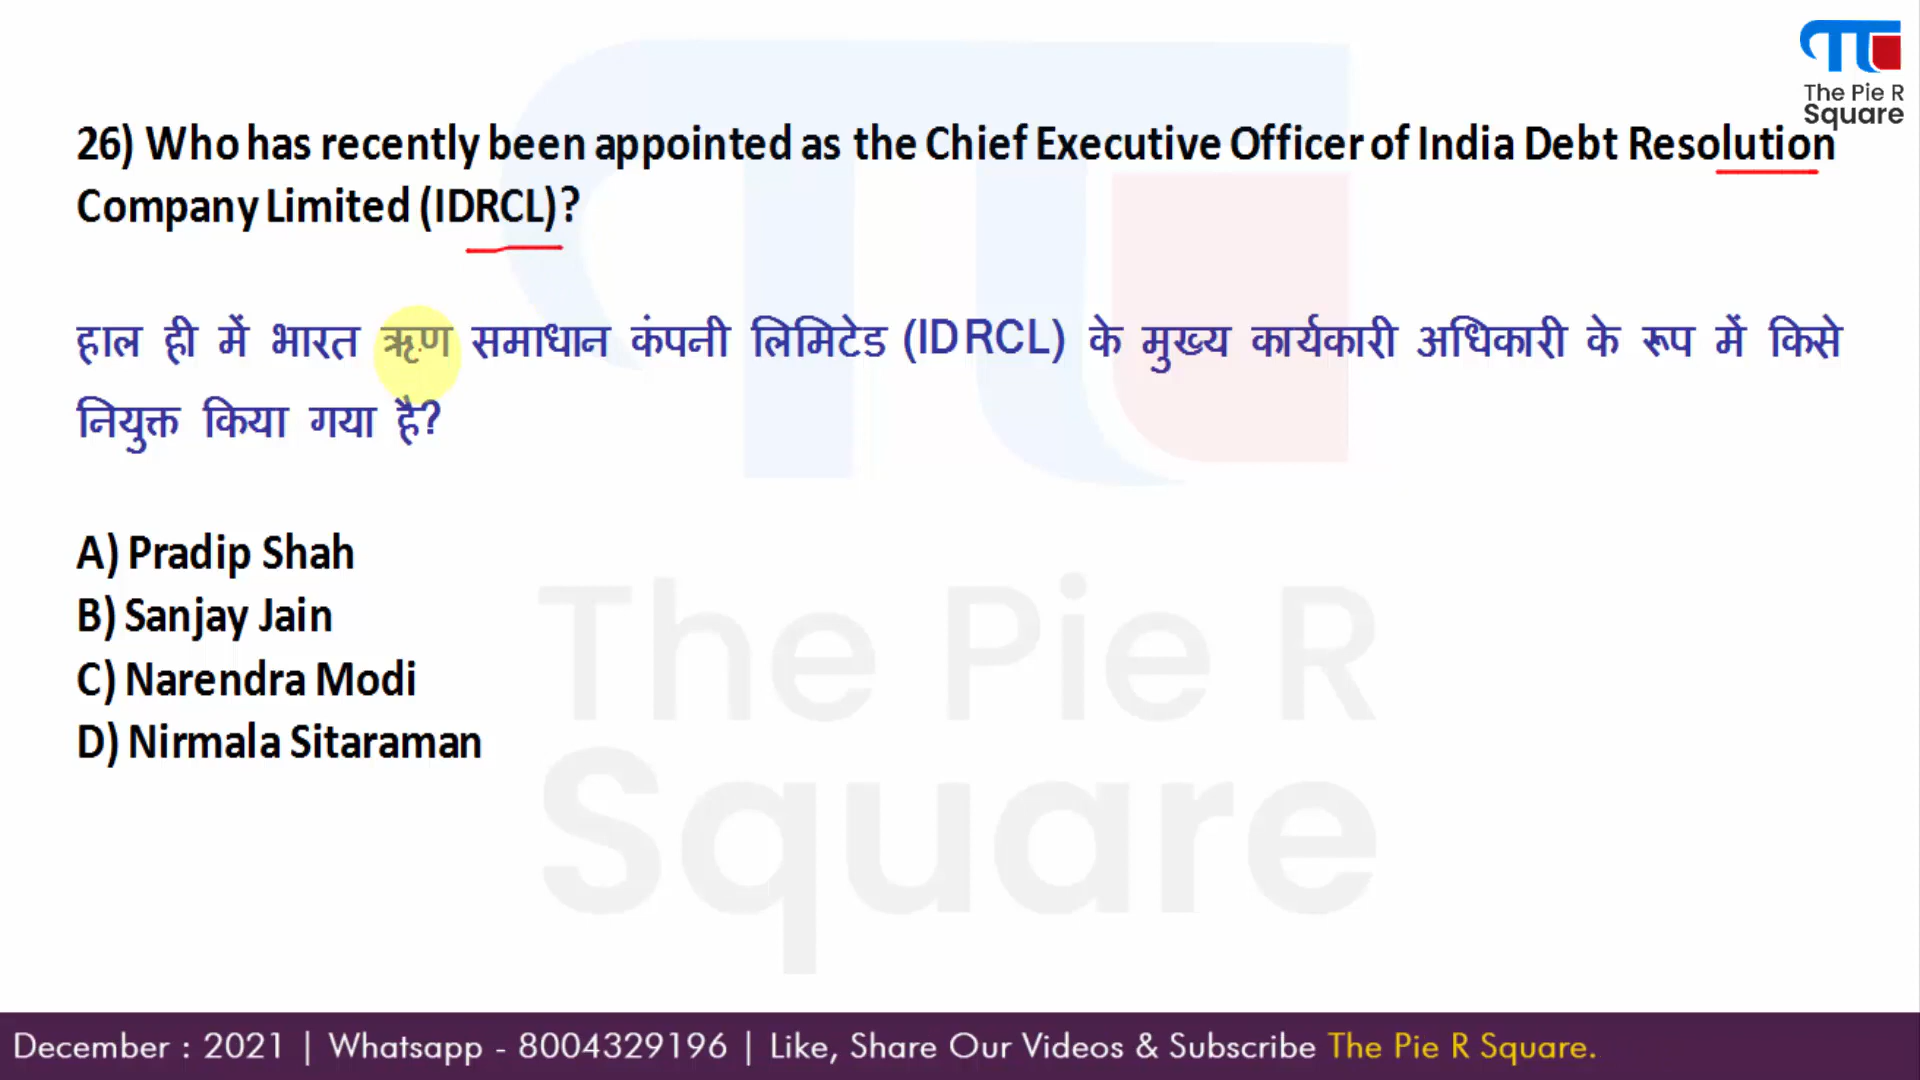 The Pie R
Square
26) Who has recently been appointed as the Chief Executive Officer of India Debt Resolution
Company Limited (IDRCL)?
हाल ही में भारत ऋण समाधान कंपनी लिमिटेड (IDRCL) के मुख्य कार्यकारी अधिकारी के रूप में किसे
नियुक्त किया गया है?
A) Pradip Shah
B) Sanjay Jain
C) Narendra Modi
D) Nirmala Sitaraman
The Pie R
Square
December : 2021 | Whatsapp - 8004329196 | Like, Share Our Videos & Subscribe The Pie R Square.